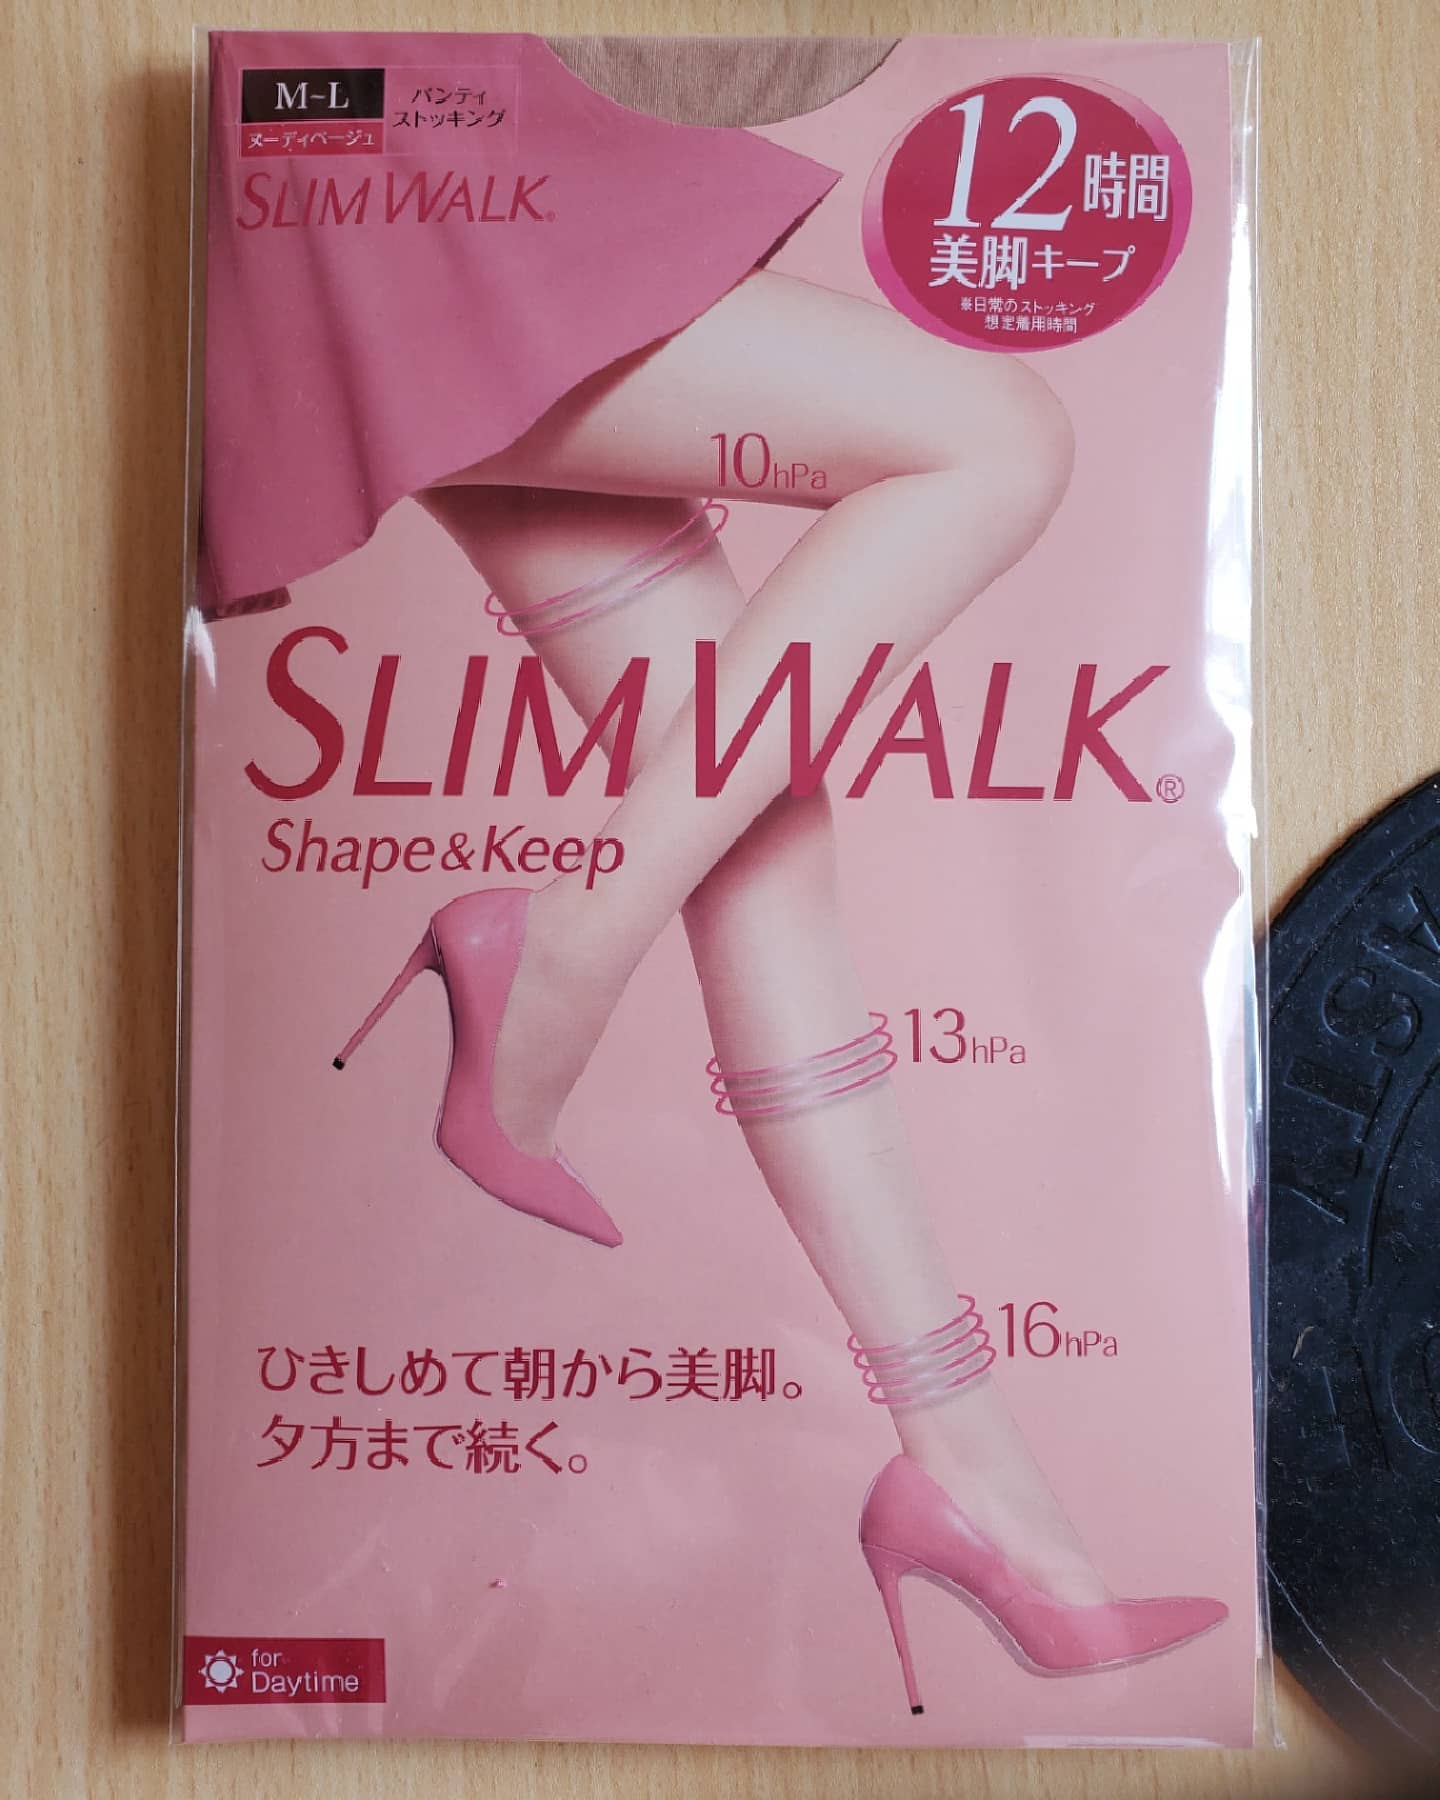 M~L
ヌーディベージュ
パンティ
ストッキング
SLIM WALK®
12時間
美脚キープ
※日常のストッキング
想定着用時間
10hPa
SLIM WALK®
Shape&Keep
13hPa
16hPa
ひきしめて朝から美脚。
夕方まで続く。
for
Daytime